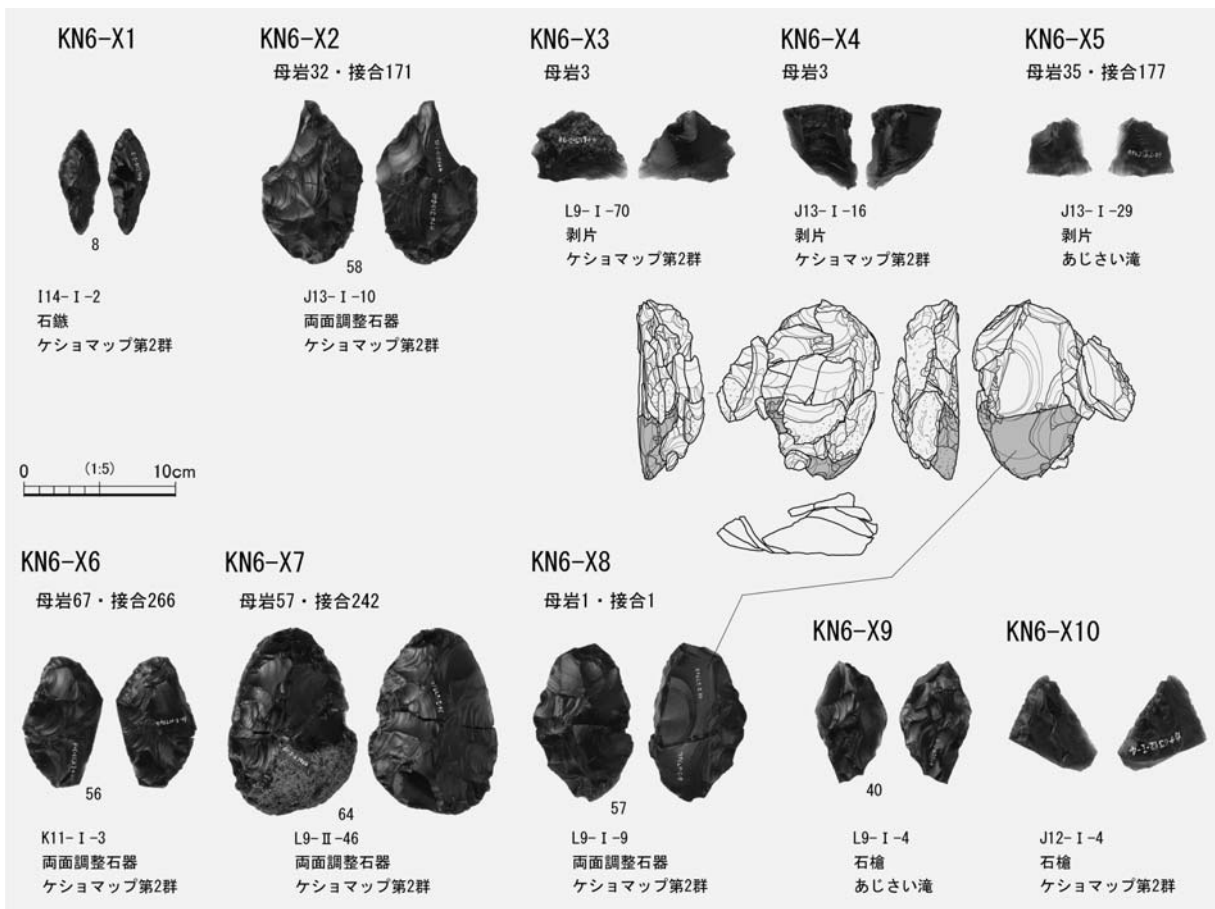 KN6-X1
KN6-X2
母岩32・接合171
KN6-X3
母岩3
KN6-X4
母岩3
KN6-X5
母岩35・接合177
8
I14-Ⅰ-2
石鏃
ケショマップ第2群
58
J13-Ⅰ-10
両面調整石器
ケショマップ第2群
L9-Ⅰ-70
剥片
ケショマップ第2群
J13-Ⅰ-16
剥片
ケショマップ第2群
J13-Ⅰ-29
剥片
あじさい滝
0 (1:5) 10cm
KN6-X6
母岩67・接合266
KN6-X7
母岩57・接合242
KN6-X8
母岩1・接合1
KN6-X9
KN6-X10
56
K11-Ⅰ-3
両面調整石器
ケショマップ第2群
64
L9-Ⅱ-46
両面調整石器
ケショマップ第2群
57
L9-Ⅰ-9
両面調整石器
ケショマップ第2群
40
L9-Ⅰ-4
石槍
あじさい滝
J12-Ⅰ-4
石槍
ケショマップ第2群